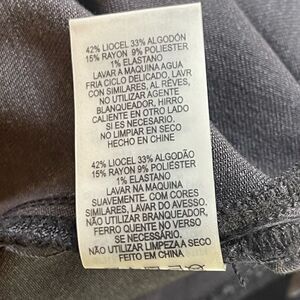 42% LIOCEL 33% ALGODÓN
15% RAYON 9% POLIESTER
1% ELASTANO
LAVAR A MAQUINA AGUA
FRIA CICLO DELICADO, LAVR
CON SIMILARES, AL RÉVES,
NO UTILIZAR AGENTE
BLANQUEADOR, HIRRO
CALIENTE EN OTRO LADO
SI ES NECESARIO.
NO LIMPIAR EN SECO
HECHO EN CHINE
42% LIOCEL 33% ALGODÃO
15% RAYON 9% POLIESTER
1% ELASTANO
LAVAR NA MAQUINA
SUAVEMENTE. COM CORES
SIMILARES, LAVAR DO AVESSO.
NÃO UTILIZAR BRANQUEADOR,
FERRO QUENTE NO VERSO
SE NECESSÁRIO.
NÃO UTILIZAR LIMPEZA A SECO
FEITO EM CHINA